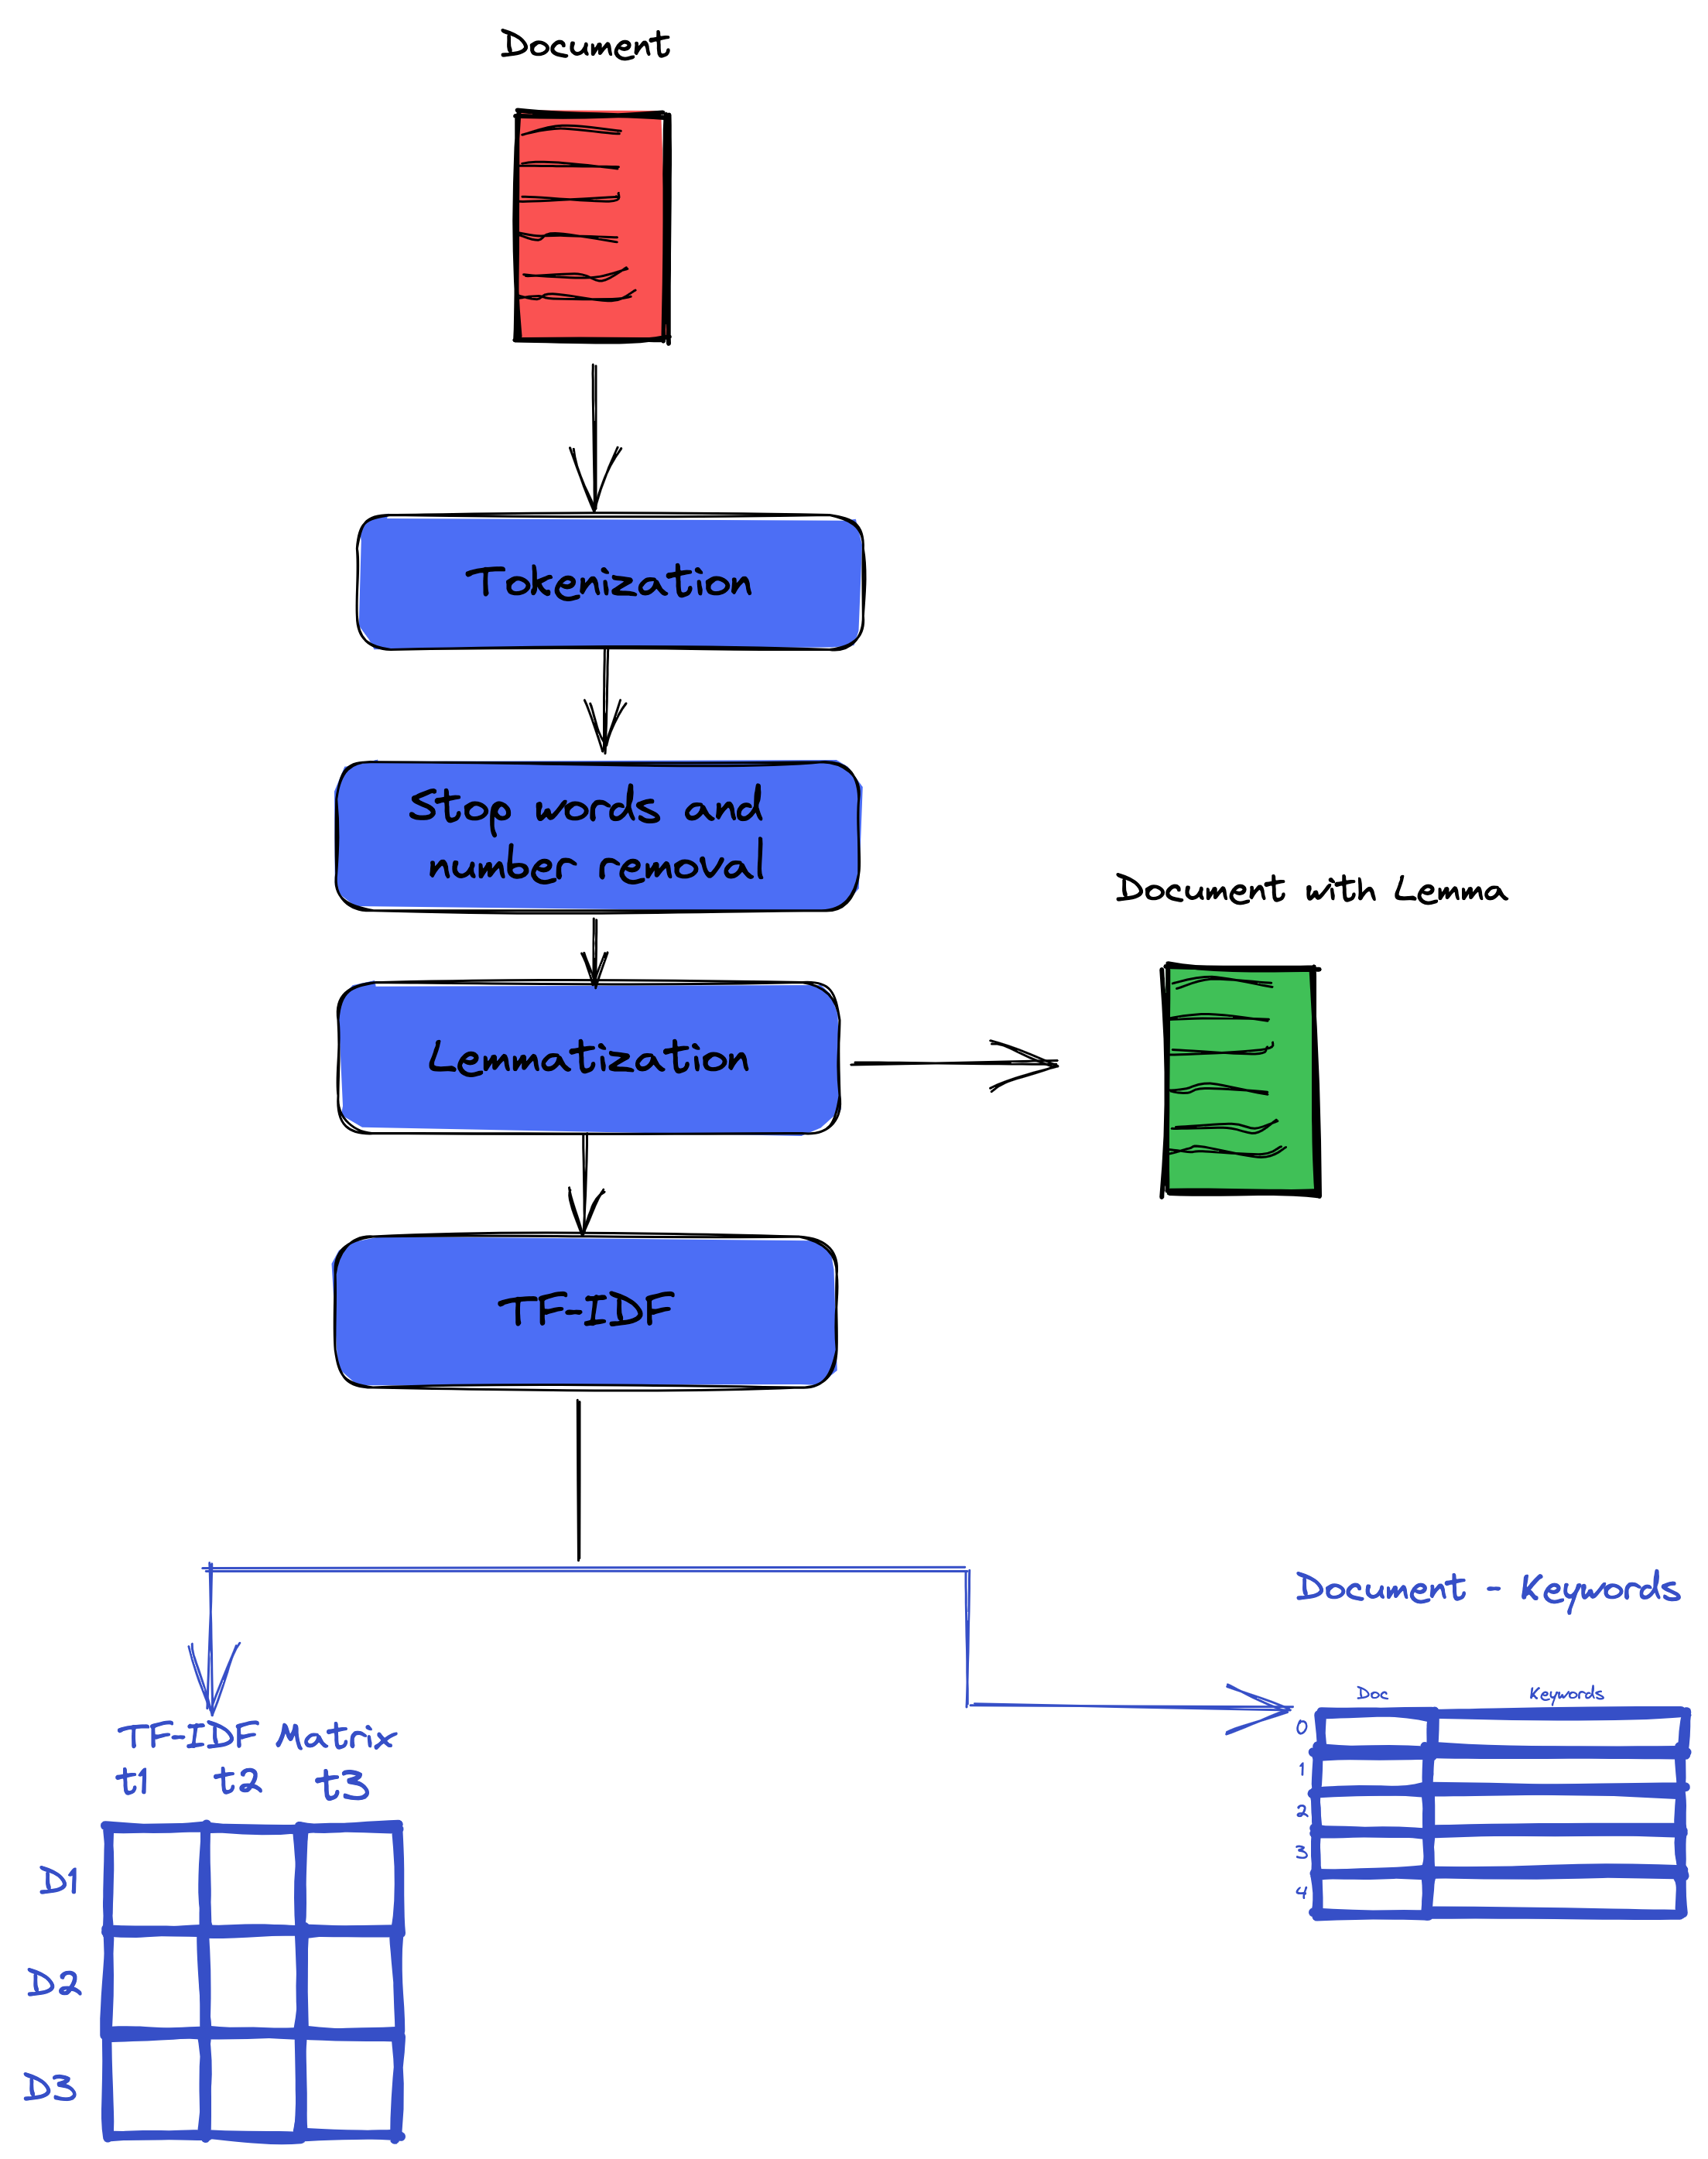 Document
Tokenization
Stop words and
number removal
Document with Lemma
Lemmatization
TF-IDF
Document - Keywords
Doc Keywords
0
1
2
3
4
TF-IDF Matrix
t1 t2 t3
D1
D2
D3